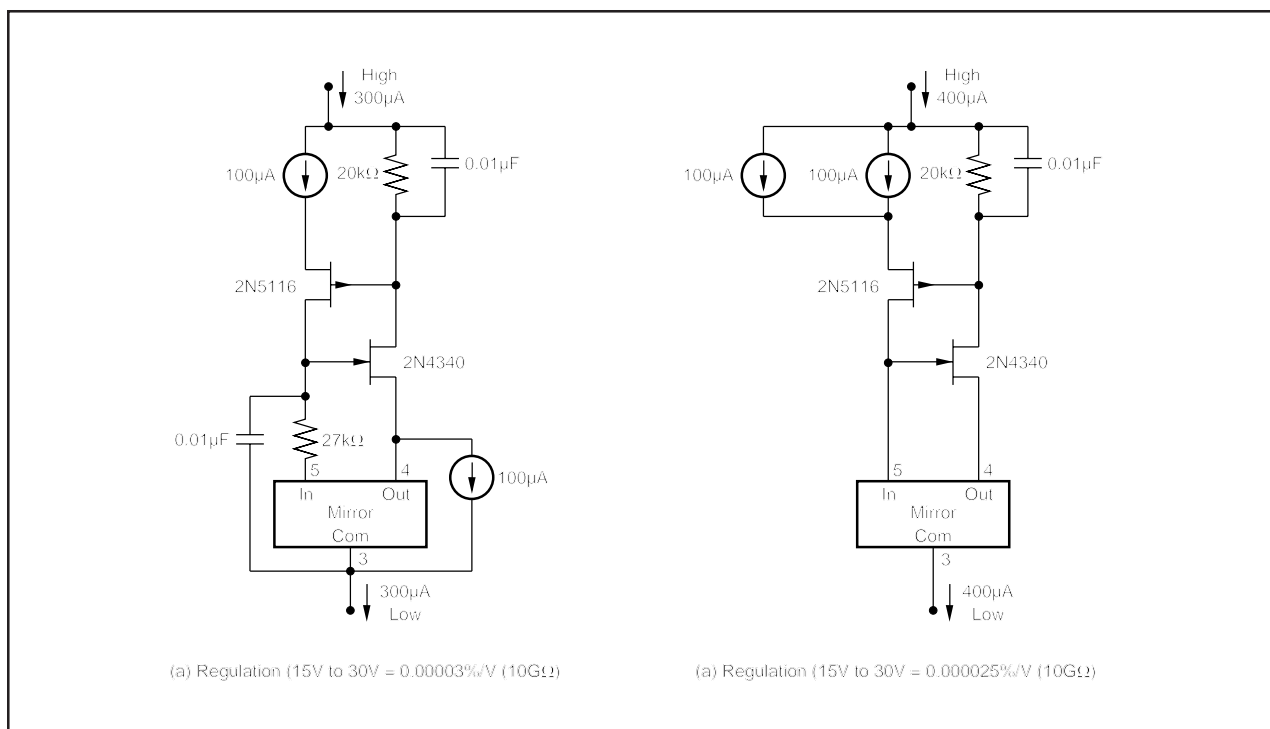 High
300µA
100µA
20kΩ
0.01µF
2N5116
2N4340
0.01µF
27kΩ
5
4
100µA
In
Out
Mirror
Com
3
300µA
Low
(a) Regulation (15V to 30V = 0.00003%/V (10GΩ)
High
400µA
100µA
100µA
20kΩ
0.01µF
2N5116
2N4340
5
4
In
Out
Mirror
Com
3
400µA
Low
(a) Regulation (15V to 30V = 0.000025%/V (10GΩ)